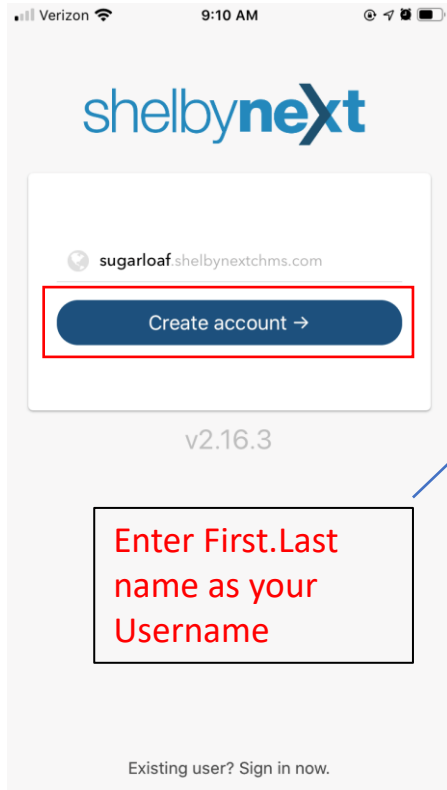 Verizon 9:10 AM
shelbynext
sugarloaf.shelbynextchms.com
Create account →
v2.16.3
Enter First.Last
name as your
Username
Existing user? Sign in now.